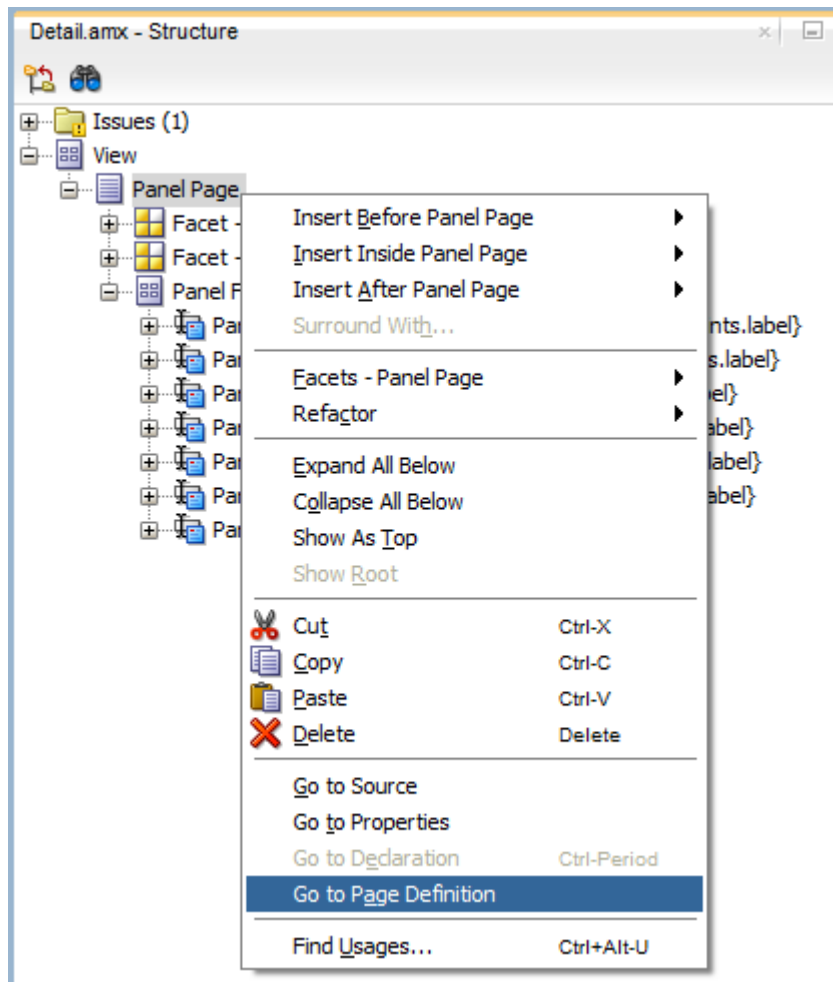 Detail.amx - Structure
Issues (1)
View
Panel Page
Facet -
Facet -
Panel F
Par
nts.label}
Par
s.label}
Par
el}
Par
abel}
Par
label}
Par
abel}
Par
Insert Before Panel Page
Insert Inside Panel Page
Insert After Panel Page
Surround With...
Facets - Panel Page
Refactor
Expand All Below
Collapse All Below
Show As Top
Show Root
Cut Ctrl-X
Copy Ctrl-C
Paste Ctrl-V
Delete Delete
Go to Source
Go to Properties
Go to Declaration Ctrl-Period
Go to Page Definition
Find Usages... Ctrl+Alt-U